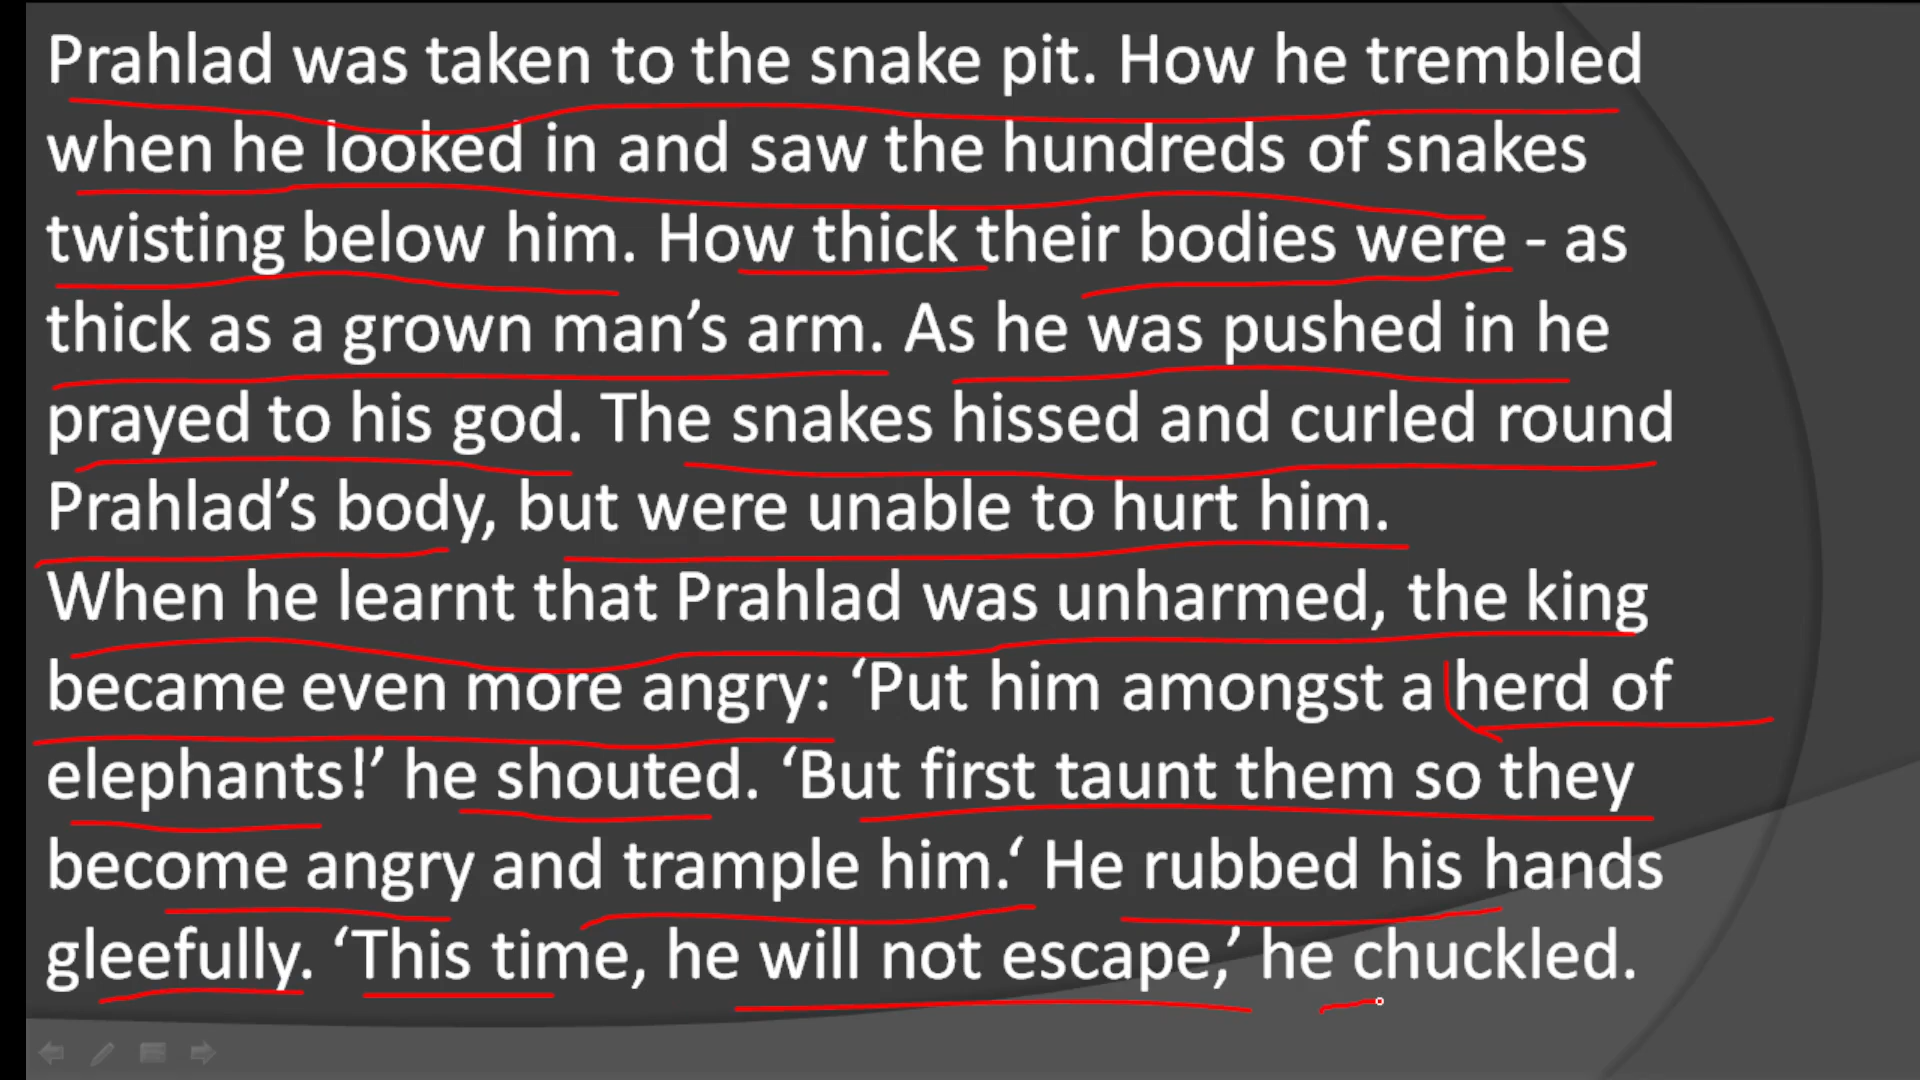 Prahlad was taken to the snake pit. How he trembled
when he looked in and saw the hundreds of snakes
twisting below him. How thick their bodies were - as
thick as a grown man’s arm. As he was pushed in he
prayed to his god. The snakes hissed and curled round
Prahlad’s body, but were unable to hurt him.
When he learnt that Prahlad was unharmed, the king
became even more angry: ‘Put him amongst a herd of
elephants!’ he shouted. ‘But first taunt them so they
become angry and trample him.‘ He rubbed his hands
gleefully. ‘This time, he will not escape,’ he chuckled.